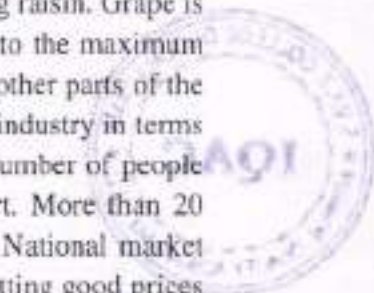 g raisin. Grape is
to the maximum
other parts of the
industry in terms
umber of people
rt. More than 20
National market
tting good prices